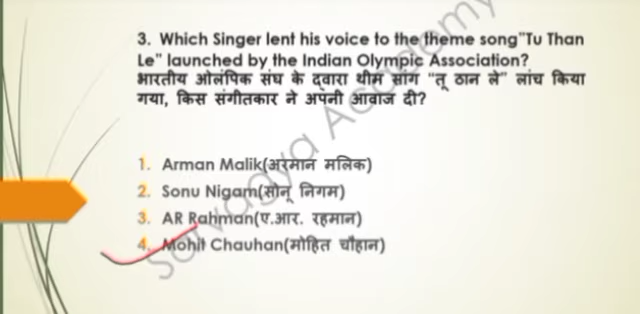 3. Which Singer lent his voice to the theme song"Tu Than
Le" launched by the Indian Olympic Association?
भारतीय ओलंपिक संघ के द्वारा थीम सांग "तू ठान ले" लांच किया
गया, किस संगीतकार ने अपनी आवाज दी?
1. Arman Malik(अरमान मलिक)
2. Sonu Nigam(सोनू निगम)
3. AR Rahman(ए.आर. रहमान)
4. Mohit Chauhan(मोहित चौहान)
Sarvagya Academy